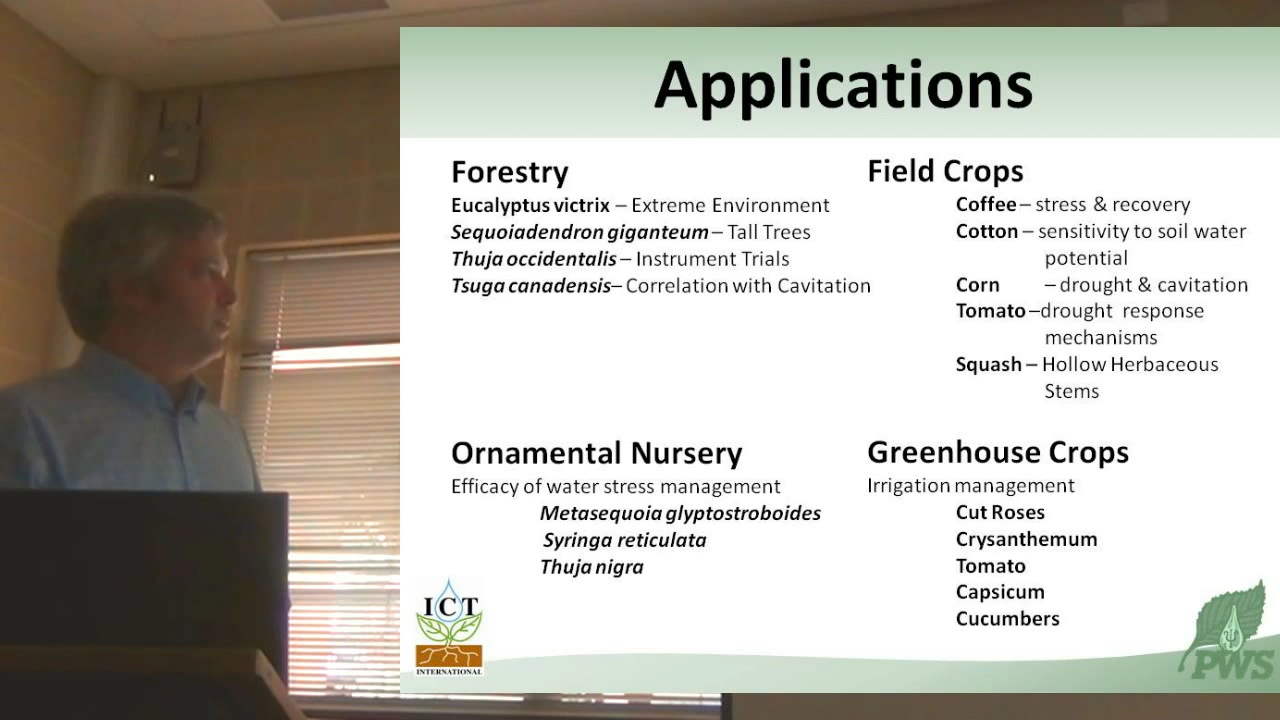 Applications
Forestry
Eucalyptus victrix – Extreme Environment
Sequoiadendron giganteum – Tall Trees
Thuja occidentalis – Instrument Trials
Tsuga canadensis– Correlation with Cavitation
Field Crops
Coffee – stress & recovery
Cotton – sensitivity to soil water
potential
Corn – drought & cavitation
Tomato –drought response
mechanisms
Squash – Hollow Herbaceous
Stems
Ornamental Nursery
Efficacy of water stress management
Metasequoia glyptostroboides
Syringa reticulata
Thuja nigra
Greenhouse Crops
Irrigation management
Cut Roses
Crysanthemum
Tomato
Capsicum
Cucumbers
ICT
INTERNATIONAL
PWS